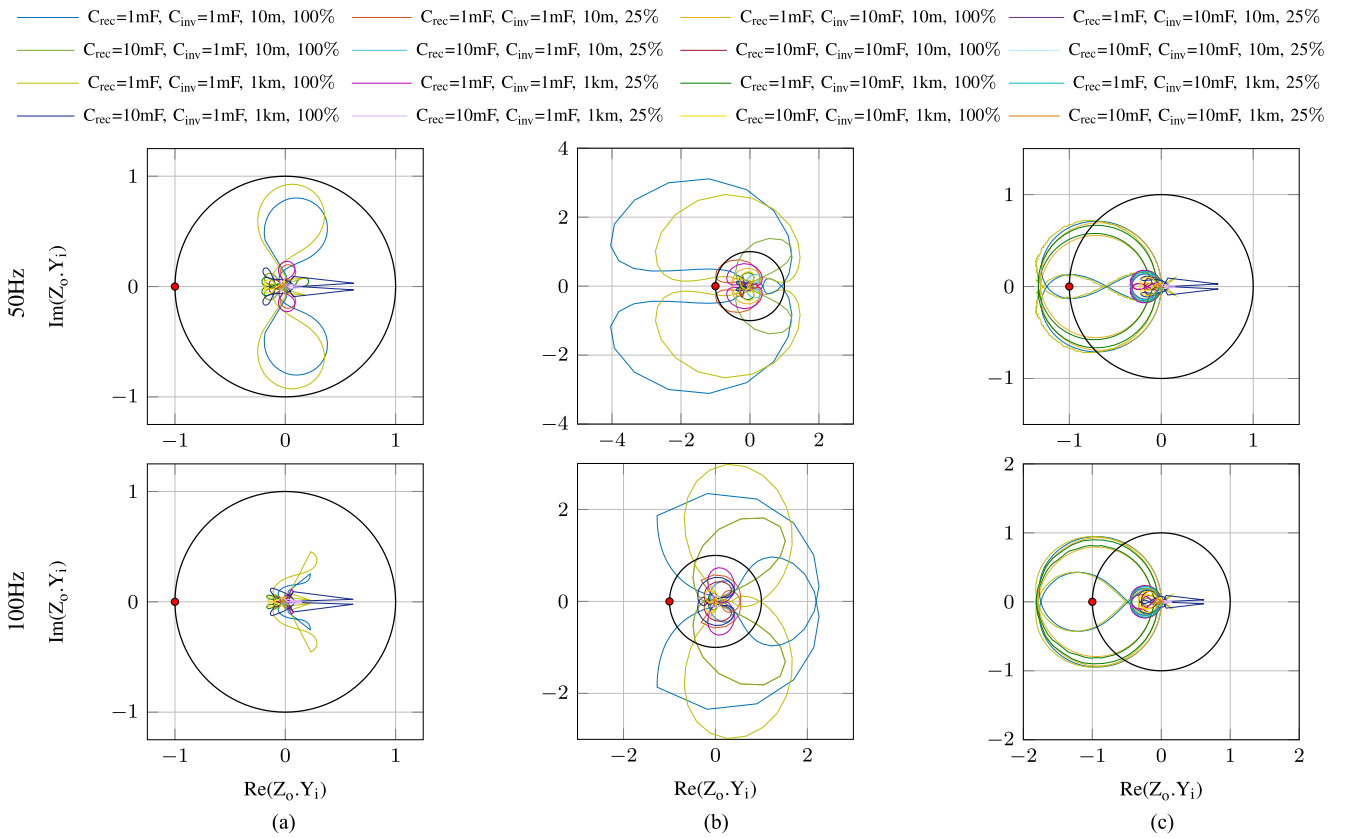 C_rec=1mF, C_inv=1mF, 10m, 100%
C_rec=1mF, C_inv=1mF, 10m, 25%
C_rec=1mF, C_inv=10mF, 10m, 100%
C_rec=1mF, C_inv=10mF, 10m, 25%
C_rec=10mF, C_inv=1mF, 10m, 100%
C_rec=10mF, C_inv=1mF, 10m, 25%
C_rec=10mF, C_inv=10mF, 10m, 100%
C_rec=10mF, C_inv=10mF, 10m, 25%
C_rec=1mF, C_inv=1mF, 1km, 100%
C_rec=1mF, C_inv=1mF, 1km, 25%
C_rec=1mF, C_inv=10mF, 1km, 100%
C_rec=1mF, C_inv=10mF, 1km, 25%
C_rec=10mF, C_inv=1mF, 1km, 100%
C_rec=10mF, C_inv=1mF, 1km, 25%
C_rec=10mF, C_inv=10mF, 1km, 100%
C_rec=10mF, C_inv=10mF, 1km, 25%
50Hz
Im(Z_o.Y_i)
1
0
−1
−1 0 1
4
2
0
−2
−4
−4 −2 0 2
1
0
−1
−1 0 1
100Hz
Im(Z_o.Y_i)
1
0
−1
−1 0 1
2
0
−2
−2 0 2
2
1
0
−1
−2
−2 −1 0 1 2
Re(Z_o.Y_i)
Re(Z_o.Y_i)
Re(Z_o.Y_i)
(a)
(b)
(c)